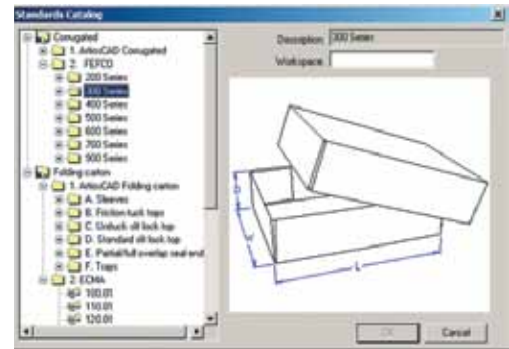 Standards Catalog
Corrugated
1. ArtiosCAD Corrugated
2. FEFCO
200 Series
300 Series
400 Series
500 Series
600 Series
700 Series
900 Series
Folding carton
1. ArtiosCAD Folding carton
A. Sleeves
B. Friction tuck tops
C. Untuck slit lock top
D. Standard slit lock top
E. Partial/full overlap seal end
F. Trays
2. ECMA
100.01
110.01
120.01
Description 300 Series
Workspace
D
W
L
OK
Cancel